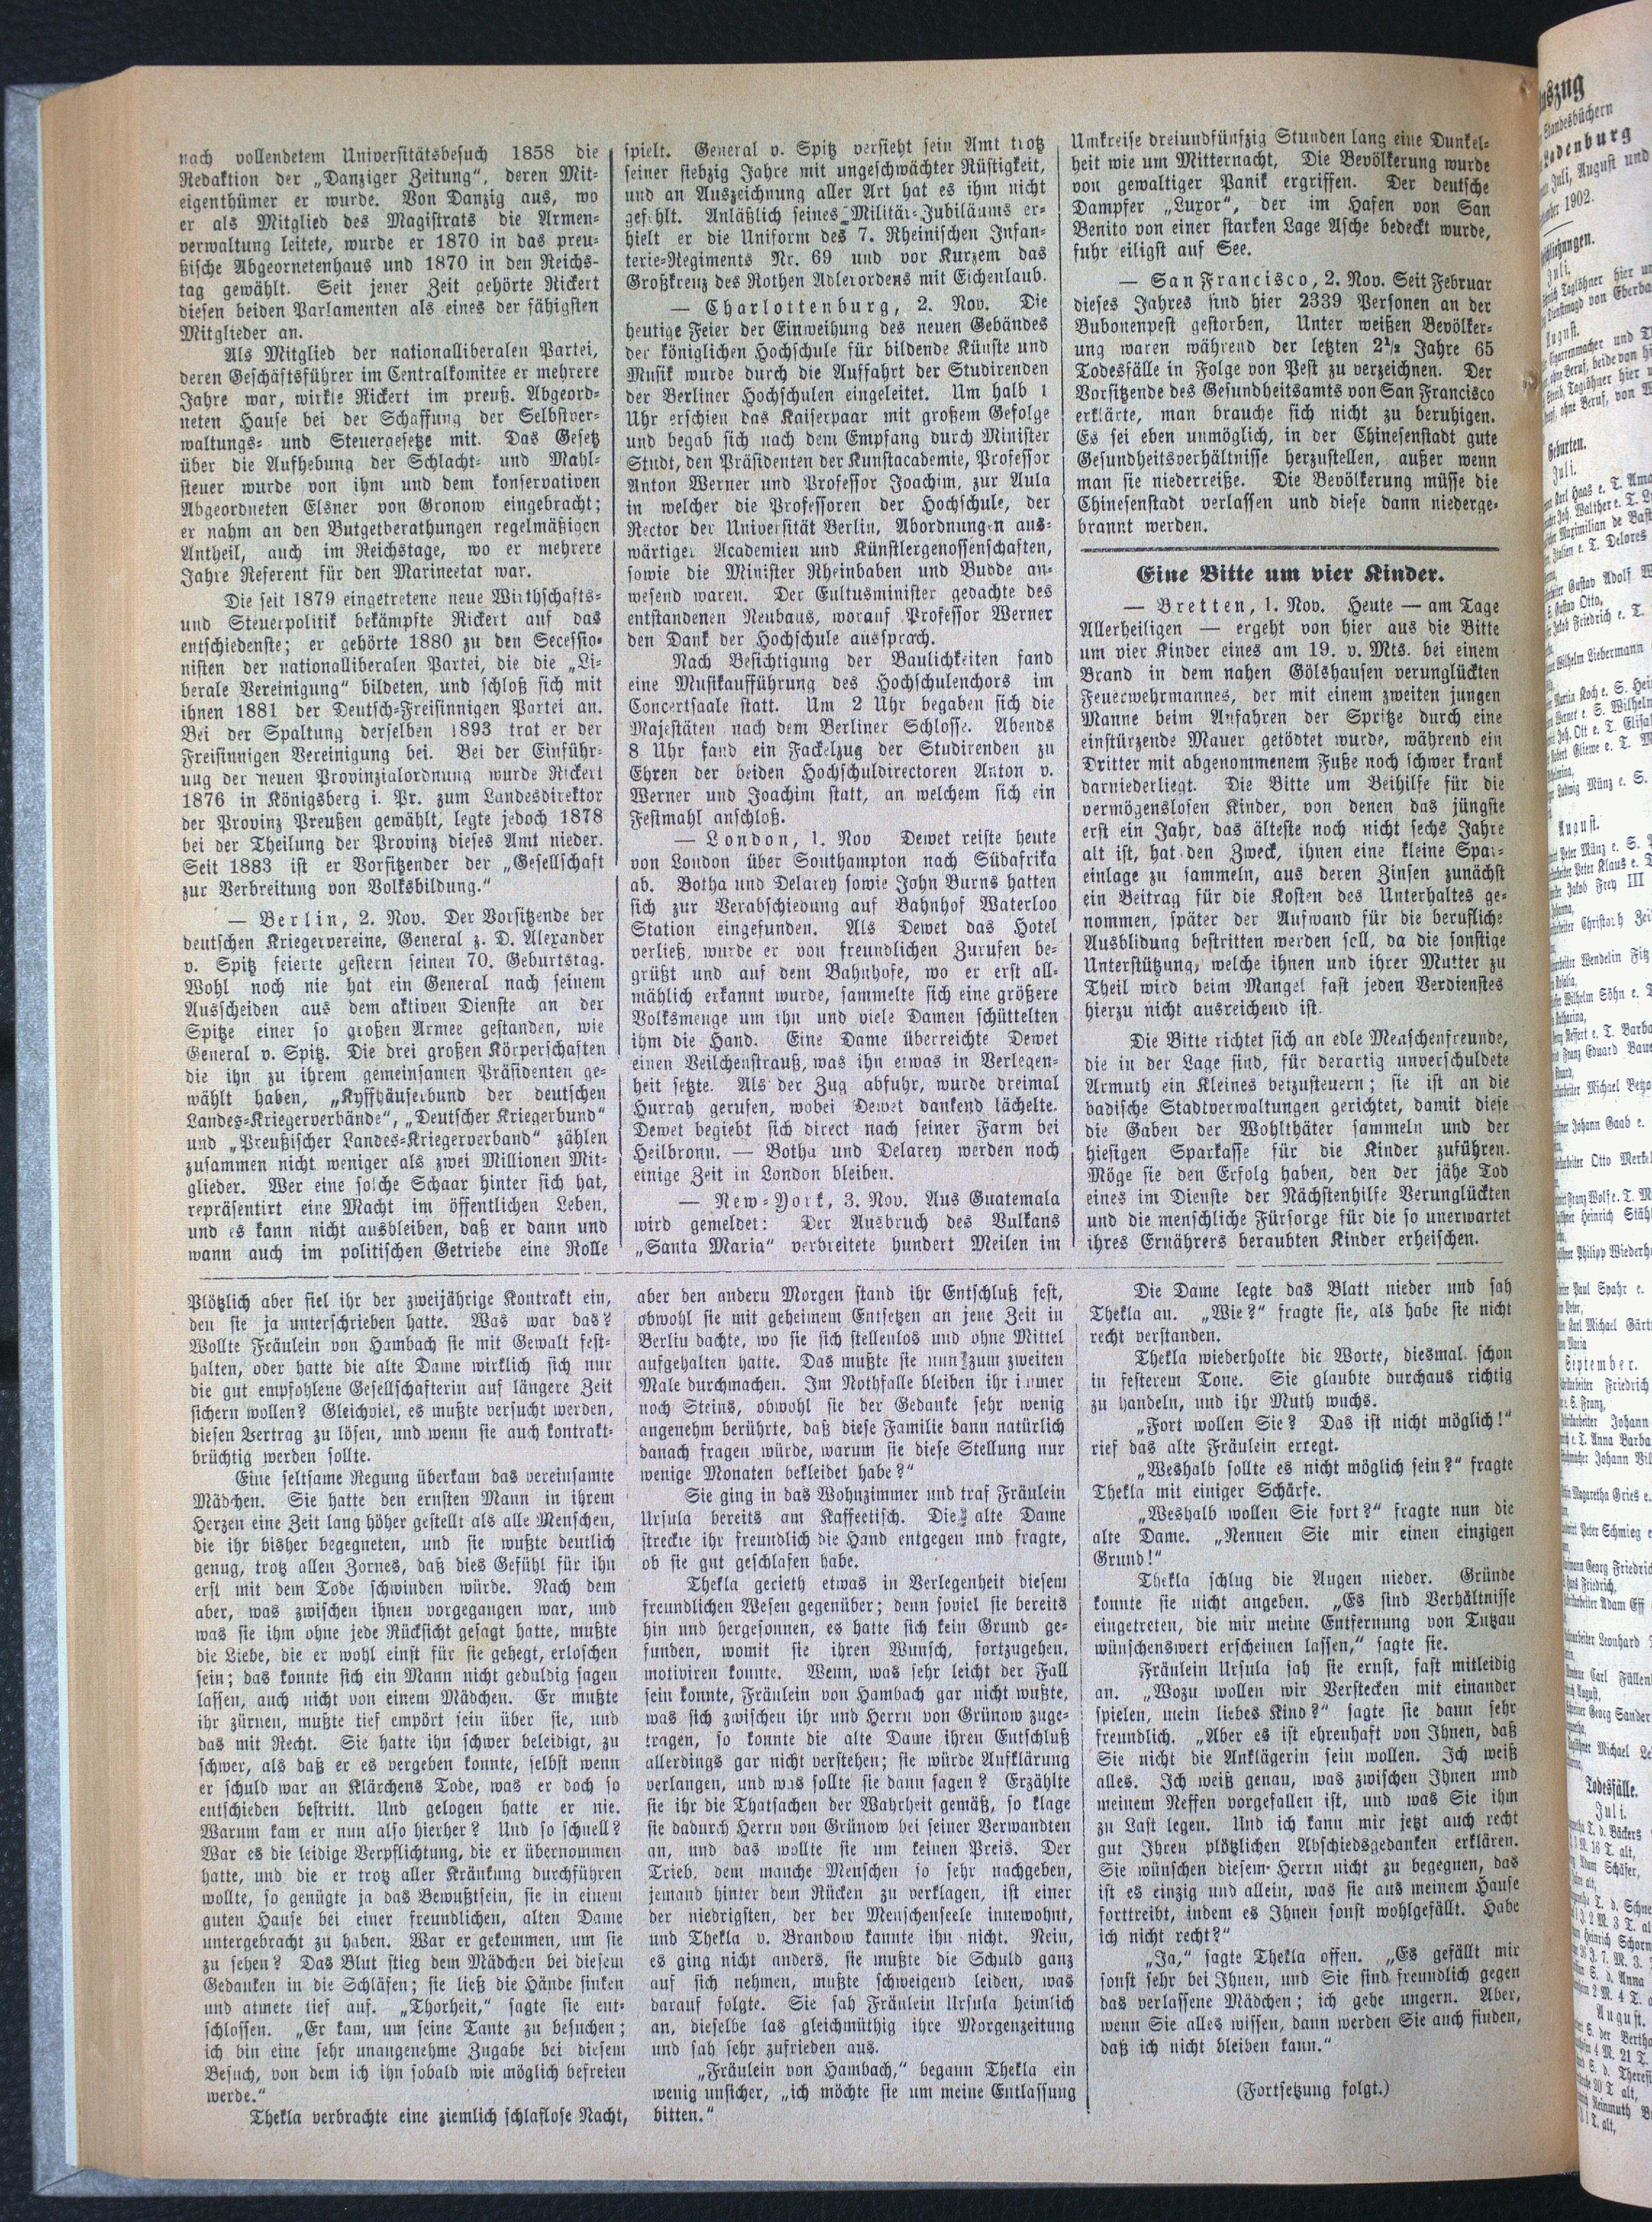 nach vollendetem Universitätsbesuch 1858 die
Redaktion der „Danziger Zeitung“, deren Mit-
eigenthümer er wurde. Von Danzig aus, wo
er als Mitglied des Magistrats die Armen-
verwaltung leitete, wurde er 1870 in das preu-
ßische Abgeornetenhaus und 1870 in den Reichs-
tag gewählt. Seit jener Zeit gehörte Rickert
diesen beiden Parlamenten als eines der fähigsten
Mitglieder an.
Als Mitglied der nationalliberalen Partei,
deren Geschäftsführer im Centralkomitee er mehrere
Jahre war, wirkte Rickert im preuß. Abgeord-
neten Hause bei der Schaffung der Selbstver-
waltungs- und Steuergesetze mit. Das Gesetz
über die Aufhebung der Schlacht- und Mahl-
steuer wurde von ihm und dem konservativen
Abgeordneten Elsner von Gronow eingebracht;
er nahm an den Butgetberathungen regelmäßigen
Antheil, auch im Reichstage, wo er mehrere
Jahre Referent für den Marineetat war.
Die seit 1879 eingetretene neue Wirthschafts-
und Steuerpolitik bekämpfte Rickert auf das
entschiedenste; er gehörte 1880 zu den Secessio-
nisten der nationalliberalen Partei, die die „Li-
berale Vereinigung“ bildeten, und schloß sich mit
ihnen 1881 der Deutsch-Freisinnigen Partei an.
Bei der Spaltung derselben 1893 trat er der
Freisinnigen Vereinigung bei. Bei der Einführ-
ung der neuen Provinzialordnung wurde Rickert
1876 in Königsberg i. Pr. zum Landesdirektor
der Provinz Preußen gewählt, legte jedoch 1878
bei der Theilung der Provinz dieses Amt nieder.
Seit 1883 ist er Vorsitzender der „Gesellschaft
zur Verbreitung von Volksbildung.“
— Berlin, 2. Nov. Der Vorsitzende der
deutschen Kriegervereine, General z. D. Alexander
v. Spitz feierte gestern seinen 70. Geburtstag.
Wohl noch nie hat ein General nach seinem
Ausscheiden aus dem aktiven Dienste an der
Spitze einer so großen Armee gestanden, wie
General v. Spitz. Die drei großen Körperschaften
die ihn zu ihrem gemeinsamen Präsidenten ge-
wählt haben, „Kyffhäuserbund der deutschen
Landes-Kriegerverbände“, „Deutscher Kriegerbund“
und „Preußischer Landes-Kriegerverband“ zählen
zusammen nicht weniger als zwei Millionen Mit-
glieder. Wer eine solche Schaar hinter sich hat,
repräsentirt eine Macht im öffentlichen Leben,
und es kann nicht ausbleiben, daß er dann und
wann auch im politischen Getriebe eine Rolle
spielt. General v. Spitz versieht sein Amt trotz
seiner siebzig Jahre mit ungeschwächter Rüstigkeit,
und an Auszeichnung aller Art hat es ihm nicht
gefehlt. Anläßlich seines Militär-Jubiläums er-
hielt er die Uniform des 7. Rheinischen Infan-
terie-Regiments Nr. 69 und vor Kurzem das
Großkreuz des Rothen Adlerordens mit Eichenlaub.
— Charlottenburg, 2. Nov. Die
heutige Feier der Einweihung des neuen Gebändes
der königlichen Hochschule für bildende Künste und
Musik wurde durch die Auffahrt der Studirenden
der Berliner Hochschulen eingeleitet. Um halb 1
Uhr erschien das Kaiserpaar mit großem Gefolge
und begab sich nach dem Empfang durch Minister
Studt, den Präsidenten der Kunstacademie, Professor
Anton Werner und Professor Joachim, zur Aula
in welcher die Professoren der Hochschule, der
Rector der Universität Berlin, Abordnungen aus-
wärtiger Academien und Künstlergenossenschaften,
sowie die Minister Rheinbaben und Budde an-
wesend waren. Der Cultusminister gedachte des
entstandenen Neubaus, worauf Professor Werner
den Dank der Hochschule aussprach.
Nach Besichtigung der Baulichkeiten fand
eine Musikaufführung des Hochschulenchors im
Concertsaale statt. Um 2 Uhr begaben sich die
Majestäten nach dem Berliner Schlosse. Abends
8 Uhr fand ein Fackelzug der Studirenden zu
Ehren der beiden Hochschuldirectoren Anton v.
Werner und Joachim statt, an welchem sich ein
Festmahl anschloß.
— London, 1. Nov Dewet reiste heute
von London über Southampton nach Südafrika
ab. Botha und Delarey sowie John Burns hatten
sich zur Verabschiedung auf Bahnhof Waterloo
Station eingefunden. Als Dewet das Hotel
verließ, wurde er von freundlichen Zurufen be-
grüßt und auf dem Bahnhofe, wo er erst all-
mählich erkannt wurde, sammelte sich eine größere
Volksmenge um ihn und viele Damen schüttelten
ihm die Hand. Eine Dame überreichte Dewet
einen Veilchenstrauß, was ihn etwas in Verlegen-
heit setzte. Als der Zug abfuhr, wurde dreimal
Hurrah gerufen, wobei Dewet dankend lächelte.
Dewet begiebt sich direct nach seiner Farm bei
Heilbronn. — Botha und Delarey werden noch
einige Zeit in London bleiben.
— New-York, 3. Nov. Aus Guatemala
wird gemeldet: Der Ausbruch des Vulkans
„Santa Maria“ verbreitete hundert Meilen im
Umkreise dreiundfünfzig Stunden lang eine Dunkel-
heit wie um Mitternacht, Die Bevölkerung wurde
von gewaltiger Panik ergriffen. Der deutsche
Dampfer „Luxor“, der im Hafen von San
Benito von einer starken Lage Asche bedeckt wurde,
fuhr eiligst auf See.
— San Francisco, 2. Nov. Seit Februar
dieses Jahres sind hier 2339 Personen an der
Bubonenpest gestorben, Unter weißen Bevölker-
ung waren während der letzten 2½ Jahre 65
Todesfälle in Folge von Pest zu verzeichnen. Der
Vorsitzende des Gesundheitsamts von San Francisco
erklärte, man brauche sich nicht zu beruhigen.
Es sei eben unmöglich, in der Chinesenstadt gute
Gesundheitsverhältnisse herzustellen, außer wenn
man sie niederreiße. Die Bevölkerung müsse die
Chinesenstadt verlassen und diese dann niederge-
brannt werden.
Eine Bitte um vier Kinder.
— Bretten, 1. Nov. Heute — am Tage
Allerheiligen — ergeht von hier aus die Bitte
um vier Kinder eines am 19. v. Mts. bei einem
Brand in dem nahen Gölshausen verunglückten
Feuerwehrmannes, der mit einem zweiten jungen
Manne beim Anfahren der Spritze durch eine
einstürzende Mauer getödtet wurde, während ein
Dritter mit abgenommenem Fuße noch schwer krank
darniederliegt. Die Bitte um Beihilfe für die
vermögenslosen Kinder, von denen das jüngste
erst ein Jahr, das älteste noch nicht sechs Jahre
alt ist, hat den Zweck, ihnen eine kleine Spar-
einlage zu sammeln, aus deren Zinsen zunächst
ein Beitrag für die Kosten des Unterhaltes ge-
nommen, später der Aufwand für die berufliche
Ausblidung bestritten werden soll, da die sonstige
Unterstützung, welche ihnen und ihrer Mutter zu
Theil wird beim Mangel fast jeden Verdienstes
hierzu nicht ausreichend ist.
Die Bitte richtet sich an edle Menschenfreunde,
die in der Lage sind, für derartig unverschuldete
Armuth ein Kleines beizusteuern; sie ist an die
badische Stadtverwaltungen gerichtet, damit diese
die Gaben der Wohlthäter sammeln und der
hiesigen Sparkasse für die Kinder zuführen.
Möge sie den Erfolg haben, den der jähe Tod
eines im Dienste der Nächstenhilfe Verunglückten
und die menschliche Fürsorge für die so unerwartet
ihres Ernährers beraubten Kinder erheischen.
Plötzlich aber fiel ihr der zweijährige Kontrakt ein,
den sie ja unterschrieben hatte. Was war das?
Wollte Fräulein von Hambach sie mit Gewalt fest-
halten, oder hatte die alte Dame wirklich sich nur
die gut empfohlene Gesellschafterin auf längere Zeit
sichern wollen? Gleichviel, es mußte versucht werden,
diesen Vertrag zu lösen, und wenn sie auch kontrakt-
brüchtig werden sollte.
Eine seltsame Regung überkam das vereinsamte
Mädchen. Sie hatte den ernsten Mann in ihrem
Herzen eine Zeit lang höher gestellt als alle Menschen,
die ihr bisher begegneten, und sie wußte deutlich
genug, trotz allen Zornes, daß dies Gefühl für ihn
erst mit dem Tode schwinden würde. Nach dem
aber, was zwischen ihnen vorgegangen war, und
was sie ihm ohne jede Rücksicht gesagt hatte, mußte
die Liebe, die er wohl einst für sie gehegt, erloschen
sein; das konnte sich ein Mann nicht geduldig sagen
lassen, auch nicht von einem Mädchen. Er mußte
ihr zürnen, mußte tief empört sein über sie, und
das mit Recht. Sie hatte ihn schwer beleidigt, zu
schwer, als daß er es vergeben konnte, selbst wenn
er schuld war an Klärchens Tode, was er doch so
entschieden bestritt. Und gelogen hatte er nie.
Warum kam er nun also hierher? Und so schnell?
War es die leidige Verpflichtung, die er übernommen
hatte, und die er trotz aller Kränkung durchführen
wollte, so genügte ja das Bewußtsein, sie in einem
guten Hause bei einer freundlichen, alten Dame
untergebracht zu haben. War er gekommen, um sie
zu sehen? Das Blut stieg dem Mädchen bei diesem
Gedanken in die Schläfen; sie ließ die Hände sinken
und atmete tief auf. „Thorheit,“ sagte sie ent-
schlossen. „Er kam, um seine Tante zu besuchen;
ich bin eine sehr unangenehme Zugabe bei diesem
Besuch, von dem ich ihn sobald wie möglich befreien
werde.“
Thekla verbrachte eine ziemlich schlaflose Nacht,
aber den andern Morgen stand ihr Entschluß fest,
obwohl sie mit geheimem Entsetzen an jene Zeit in
Berlin dachte, wo sie sich stellenlos und ohne Mittel
aufgehalten hatte. Das mußte sie nun zum zweiten
Male durchmachen. Im Nothfalle bleiben ihr immer
noch Steins, obwohl sie der Gedanke sehr wenig
angenehm berührte, daß diese Familie dann natürlich
danach fragen würde, warum sie diese Stellung nur
wenige Monaten bekleidet habe?“
Sie ging in das Wohnzimmer und traf Fräulein
Ursula bereits am Kaffeetisch. Die alte Dame
streckte ihr freundlich die Hand entgegen und fragte,
ob sie gut geschlafen habe.
Thekla gerieth etwas in Verlegenheit diesem
freundlichen Wesen gegenüber; denn soviel sie bereits
hin und hergesonnen, es hatte sich kein Grund ge-
funden, womit sie ihren Wunsch, fortzugehen,
motiviren konnte. Wenn, was sehr leicht der Fall
sein konnte, Fräulein von Hambach gar nicht wußte,
was sich zwischen ihr und Herrn von Grünow zuge-
tragen, so konnte die alte Dame ihren Entschluß
allerdings gar nicht verstehen; sie würde Aufklärung
verlangen, und was sollte sie dann sagen? Erzählte
sie ihr die Thatsachen der Wahrheit gemäß, so klage
sie dadurch Herrn von Grünow bei seiner Verwandten
an, und das wollte sie um keinen Preis. Der
Trieb, dem manche Menschen so sehr nachgeben,
jemand hinter dem Rücken zu verklagen, ist einer
der niedrigsten, der der Menschenseele innewohnt,
und Thekla v. Brandow kannte ihn nicht. Nein,
es ging nicht anders, sie mußte die Schuld ganz
auf sich nehmen, mußte schweigend leiden, was
darauf folgte. Sie sah Fräulein Ursula heimlich
an, dieselbe las gleichmüthig ihre Morgenzeitung
und sah sehr zufrieden aus.
„Fräulein von Hambach,“ begann Thekla ein
wenig unsicher, „ich möchte sie um meine Entlassung
bitten.“
Die Dame legte das Blatt nieder und sah
Thekla an. „Wie?“ fragte sie, als habe sie nicht
recht verstanden.
Thekla wiederholte die Worte, diesmal schon
in festerem Tone. Sie glaubte durchaus richtig
zu handeln, und ihr Muth wuchs.
„Fort wollen Sie? Das ist nicht möglich!“
rief das alte Fräulein erregt.
„Weshalb sollte es nicht möglich sein?“ fragte
Thekla mit einiger Schärfe.
„Weshalb wollen Sie fort?“ fragte nun die
alte Dame. „Nennen Sie mir einen einzigen
Grund!“
Thekla schlug die Augen nieder. Gründe
konnte sie nicht angeben. „Es sind Verhältnisse
eingetreten, die mir meine Entfernung von Tutzau
wünschenswert erscheinen lassen,“ sagte sie.
Fräulein Ursula sah sie ernst, fast mitleidig
an. „Wozu wollen wir Verstecken mit einander
spielen, mein liebes Kind?“ sagte sie dann sehr
freundlich. „Aber es ist ehrenhaft von Ihnen, daß
Sie nicht die Anklägerin sein wollen. Ich weiß
alles. Ich weiß genau, was zwischen Ihnen und
meinem Neffen vorgefallen ist, und was Sie ihm
zu Last legen. Und ich kann mir jetzt auch recht
gut Ihren plötzlichen Abschiedsgedanken erklären.
Sie wünschen diesem Herrn nicht zu begegnen, das
ist es einzig und allein, was sie aus meinem Hause
forttreibt, indem es Ihnen sonst wohlgefällt. Habe
ich nicht recht?“
„Ja,“ sagte Thekla offen. „Es gefällt mir
sonst sehr bei Ihnen, und Sie sind freundlich gegen
das verlassene Mädchen; ich gehe ungern. Aber,
wenn Sie alles wissen, dann werden Sie auch finden,
daß ich nicht bleiben kann.“
(Fortsetzung folgt.)
Standesbüchern
Ladenburg
Juli, August und
1902.
Juli.
August.
Geburten.
Juli.
August.
September.
Todesfälle.
Juli.
August.